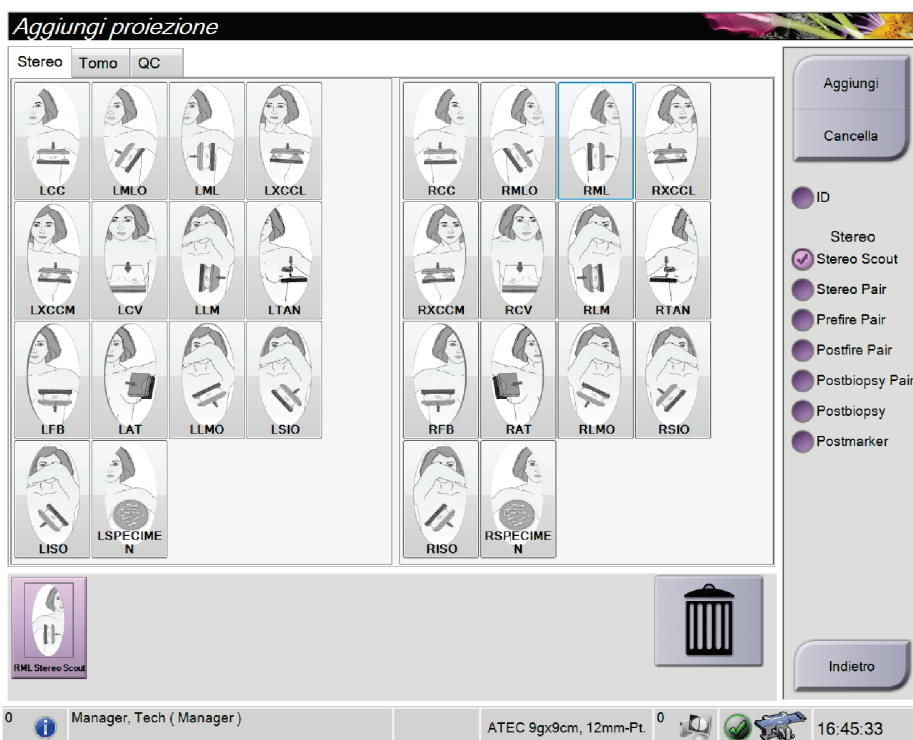 Aggiungi proiezione
Stereo Tomo QC
LCC LMLO LML LXCCL
LXCCM LCV LLM LTAN
LFB LAT LLMO LSIO
LISO LSPECIME
N
RCC RMLO RML RXCCL
RXCCM RCV RLM RTAN
RFB RAT RLMO RSIO
RISO RSPECIME
N
Aggiungi
Cancella
ID
Stereo
Stereo Scout
Stereo Pair
Prefire Pair
Postfire Pair
Postbiopsy Pair
Postbiopsy
Postmarker
RML Stereo Scout
Indietro
0 Manager, Tech ( Manager ) ATEC 9gx9cm, 12mm-Pt. 0 16:45:33